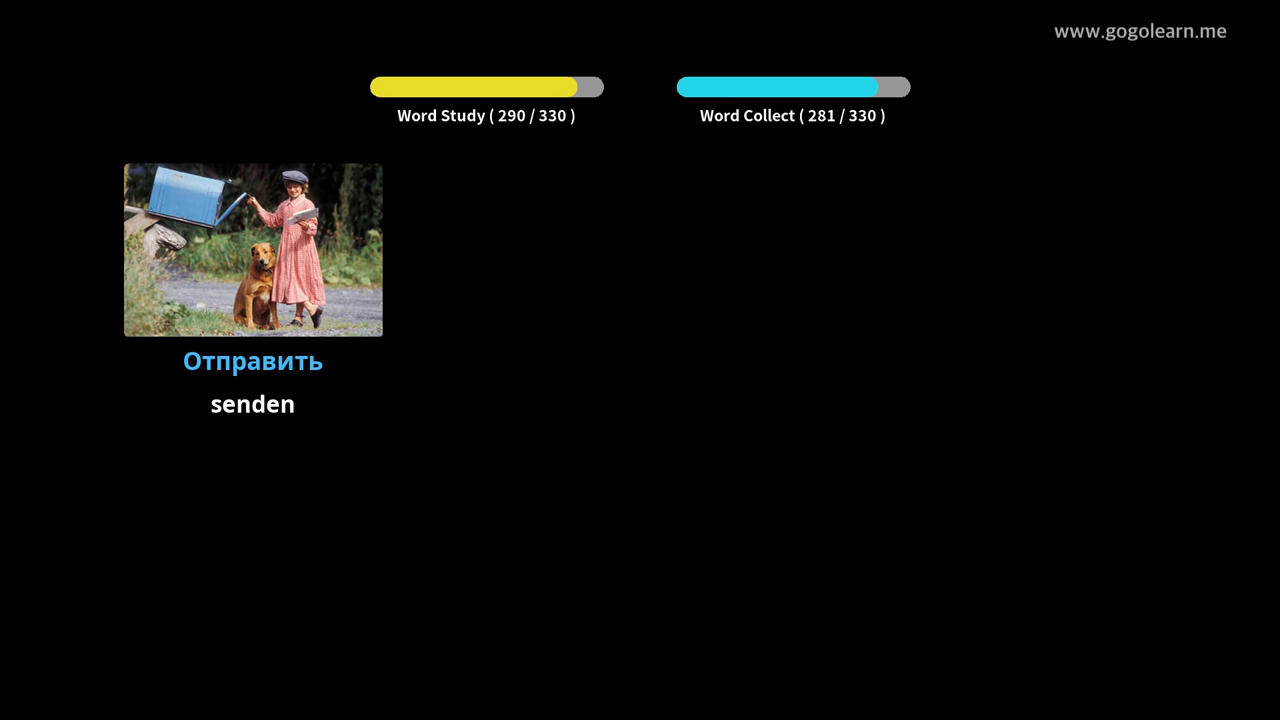 www.gogolearn.me
Word Study ( 290 / 330 )
Word Collect ( 281 / 330 )
Отправить
senden